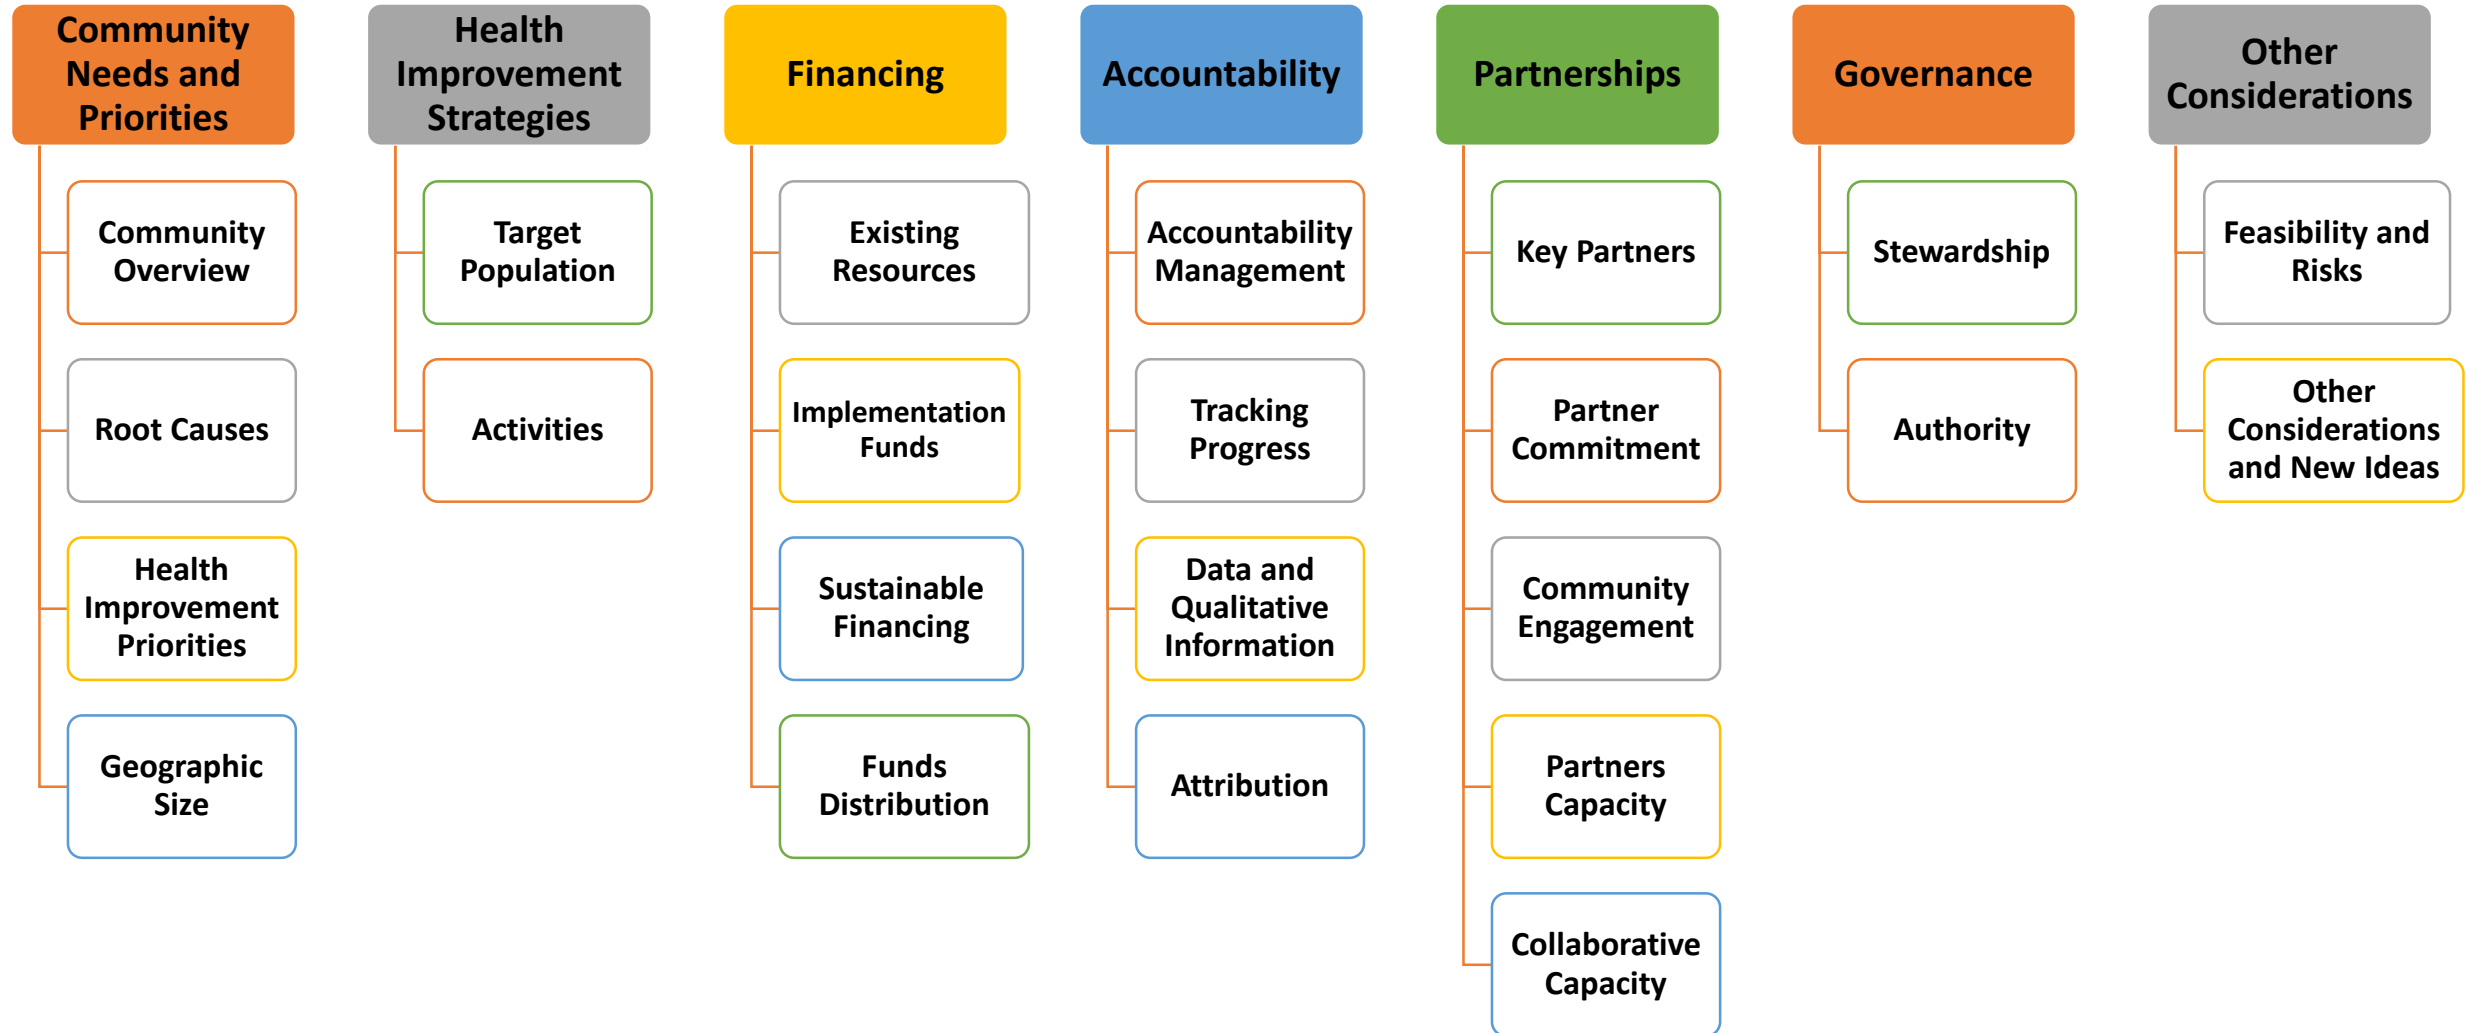 Community
Needs and
Priorities
Community
Overview
Root Causes
Health
Improvement
Priorities
Geographic
Size
Health
Improvement
Strategies
Target
Population
Activities
Financing
Existing
Resources
Implementation
Funds
Sustainable
Financing
Funds
Distribution
Accountability
Accountability
Management
Tracking
Progress
Data and
Qualitative
Information
Attribution
Partnerships
Key Partners
Partner
Commitment
Community
Engagement
Partners
Capacity
Collaborative
Capacity
Governance
Stewardship
Authority
Other
Considerations
Feasibility and
Risks
Other
Considerations
and New Ideas